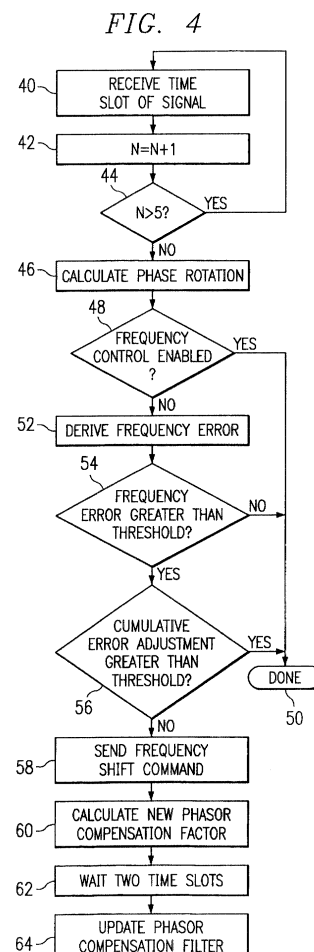 FIG. 4
40
RECEIVE TIME
SLOT OF SIGNAL
42
N=N+1
44
N>5?
YES
NO
46
CALCULATE PHASE ROTATION
48
FREQUENCY
CONTROL ENABLED
?
YES
NO
52
DERIVE FREQUENCY ERROR
54
FREQUENCY
ERROR GREATER THAN
THRESHOLD?
NO
YES
CUMULATIVE
ERROR ADJUSTMENT
GREATER THAN
THRESHOLD?
YES
56
DONE
50
NO
58
SEND FREQUENCY
SHIFT COMMAND
60
CALCULATE NEW PHASOR
COMPENSATION FACTOR
62
WAIT TWO TIME SLOTS
64
UPDATE PHASOR
COMPENSATION FILTER